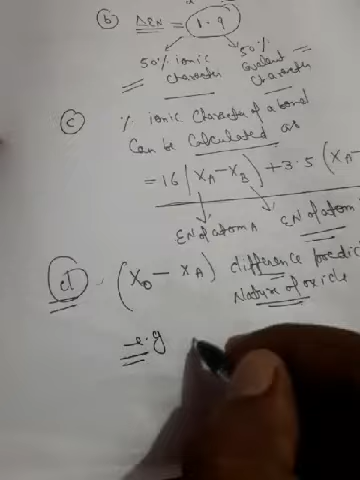 (b) ΔEN = 1.9
50% ionic character
50% covalent character
(c) % ionic character of a bond
can be calculated as
= 16|XA-XB) + 3.5 (XA-
EN of atom A
EN of atom
(d) - (XO - XA) difference predic
Nature of oxide
e.g